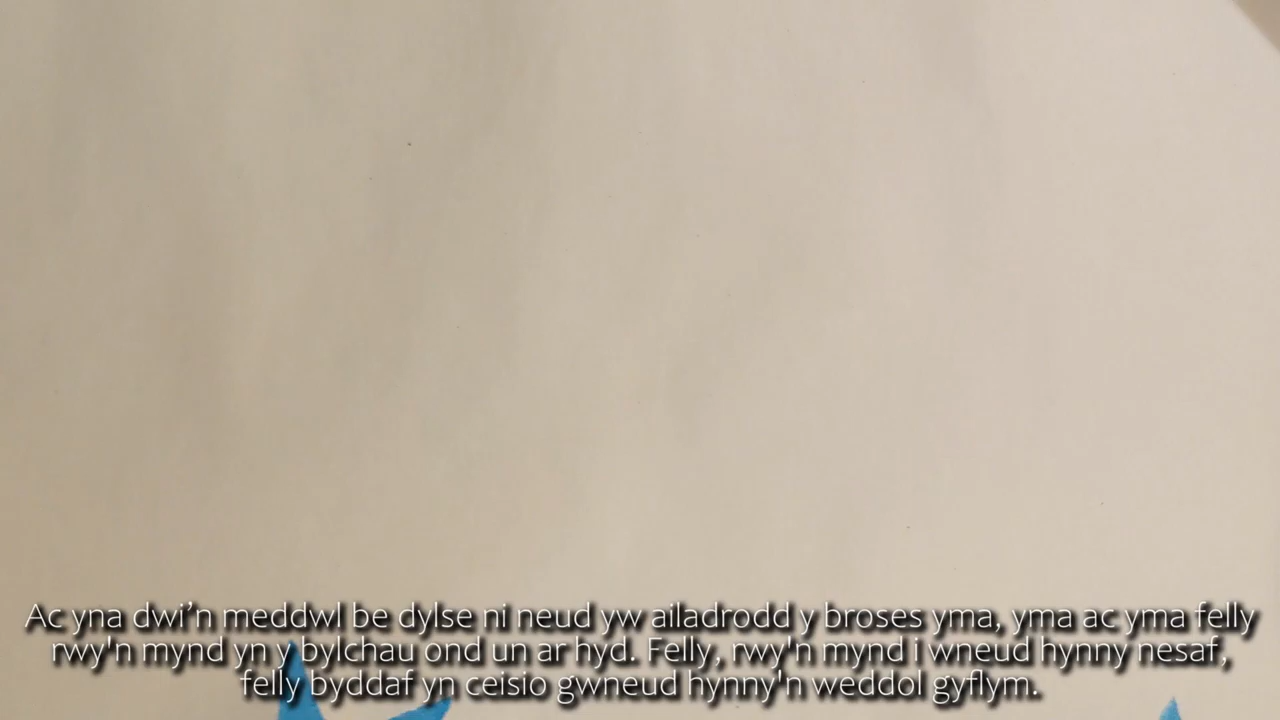 Ac yna dwi’n meddwl be dylse ni neud yw ailadrodd y broses yma, yma ac yma felly
rwy'n mynd yn y bylchau ond un ar hyd. Felly, rwy'n mynd i wneud hynny nesaf,
felly byddaf yn ceisio gwneud hynny'n weddol gyflym.